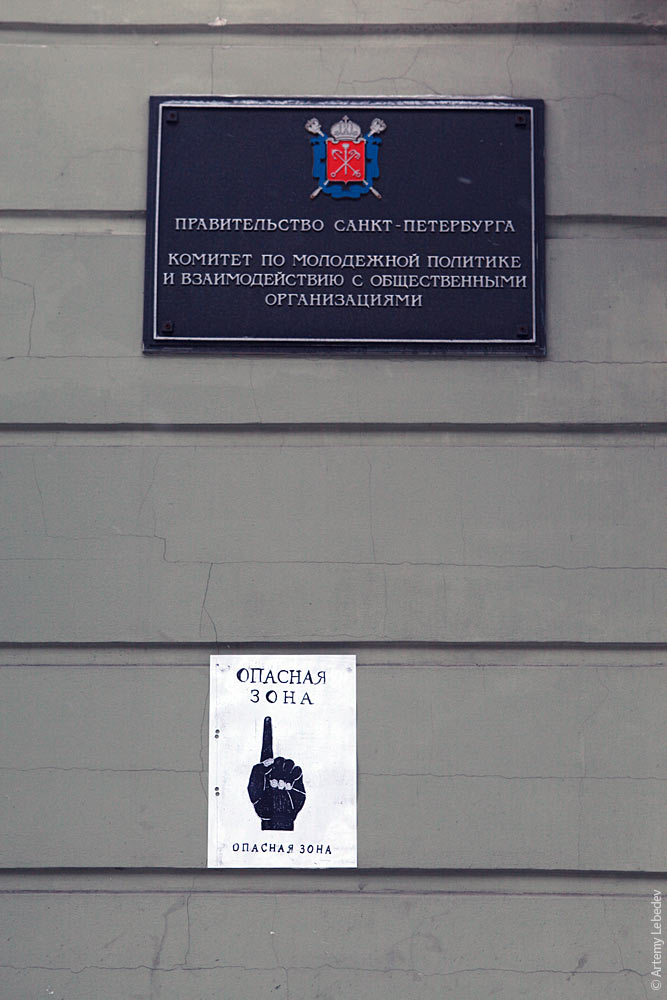 ПРАВИТЕЛЬСТВО САНКТ-ПЕТЕРБУРГА
КОМИТЕТ ПО МОЛОДЕЖНОЙ ПОЛИТИКЕ
И ВЗАИМОДЕЙСТВИЮ С ОБЩЕСТВЕННЫМИ
ОРГАНИЗАЦИЯМИ
ОПАСНАЯ
ЗОНА
ОПАСНАЯ ЗОНА
© Artemy Lebedev